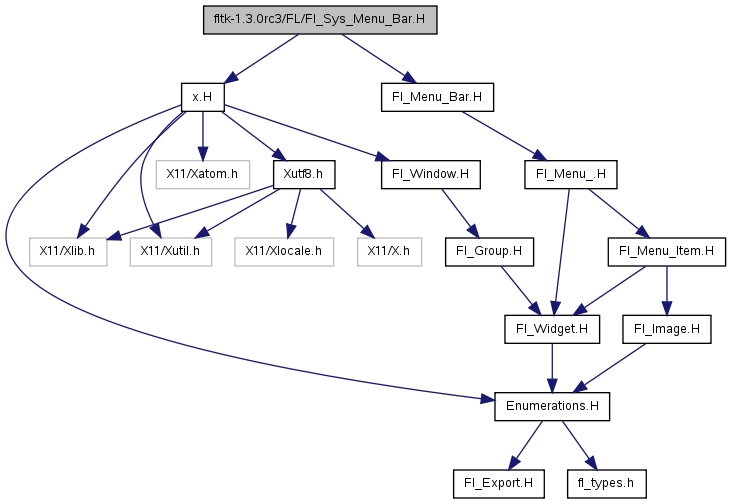 fltk-1.3.0rc3/FL/Fl_Sys_Menu_Bar.H
x.H
Fl_Menu_Bar.H
X11/Xatom.h
Xutf8.h
Fl_Window.H
Fl_Menu_.H
X11/Xlib.h
X11/Xutil.h
X11/Xlocale.h
X11/X.h
Fl_Group.H
Fl_Menu_Item.H
Fl_Widget.H
Fl_Image.H
Enumerations.H
Fl_Export.H
fl_types.h